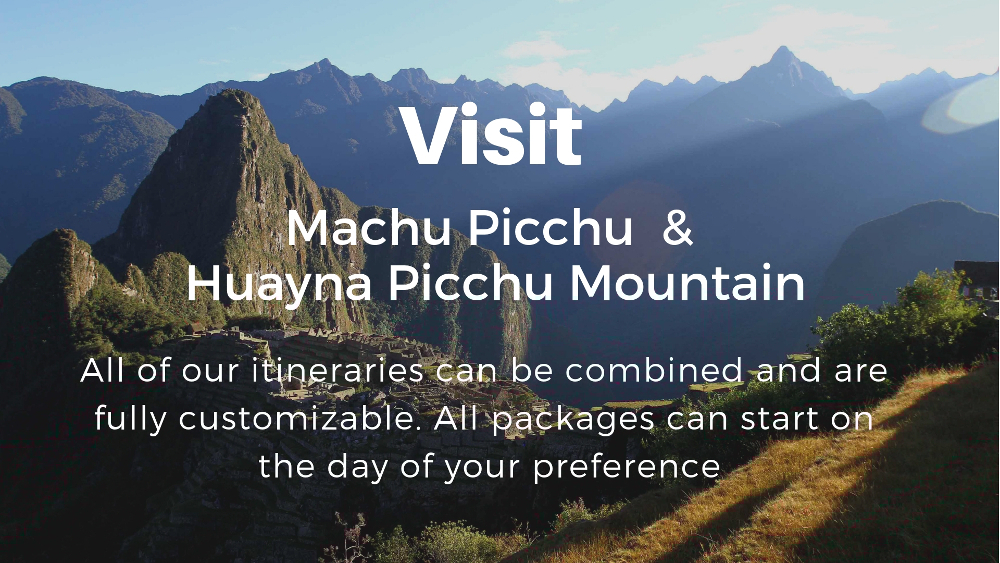 Visit
Machu Picchu &
Huayna Picchu Mountain
All of our itineraries can be combined and are
fully customizable. All packages can start on
the day of your preference